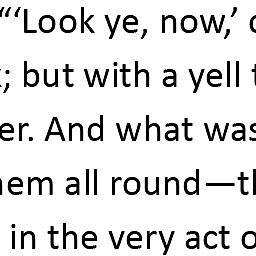 “‘Look ye, now,’
; but with a yell
er. And what was
hem all round—th
in the very act o